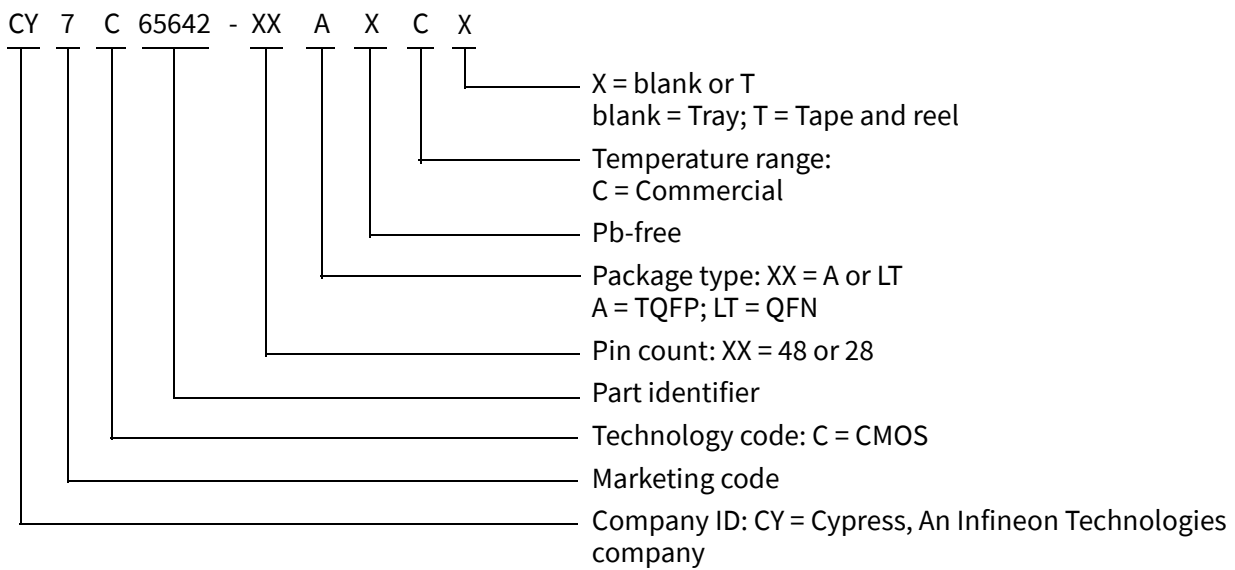 CY 7 C 65642 - XX A X C X
X = blank or T
blank = Tray; T = Tape and reel
Temperature range:
C = Commercial
Pb-free
Package type: XX = A or LT
A = TQFP; LT = QFN
Pin count: XX = 48 or 28
Part identifier
Technology code: C = CMOS
Marketing code
Company ID: CY = Cypress, An Infineon Technologies
company